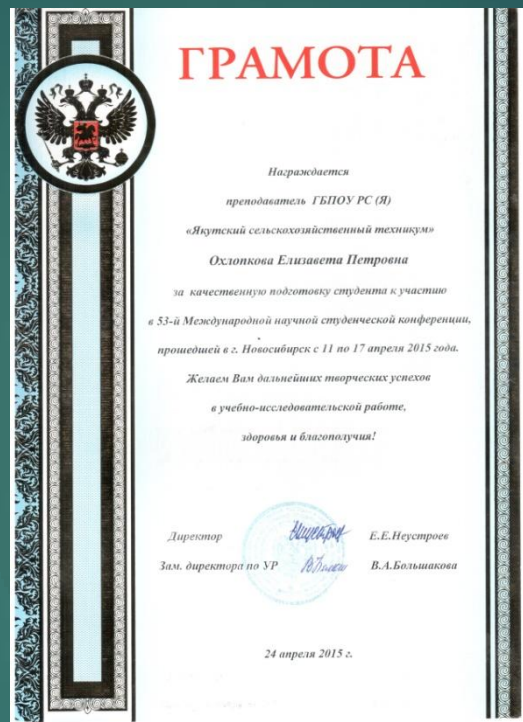 ГРАМОТА
Награждается
преподаватель ГБПОУ РС (Я)
«Якутский сельскохозяйственный техникум»
Охлопкова Елизавета Петровна
за качественную подготовку студента к участию
в 53-й Международной научной студенческой конференции,
прошедшей в г. Новосибирск с 11 по 17 апреля 2015 года.
Желаем Вам дальнейших творческих успехов
в учебно-исследовательской работе,
здоровья и благополучия!
Директор Е.Е.Неустроев
Зам. директора по УР В.А.Большакова
24 апреля 2015 г.